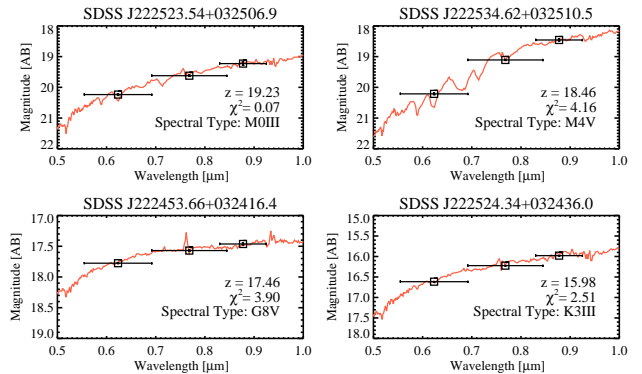 SDSS J222523.54+032506.9
18
19
20
21
22
Magnitude [AB]
z = 19.23
χ²= 0.07
Spectral Type: M0III
0.5 0.6 0.7 0.8 0.9 1.0
Wavelength [μm]
SDSS J222534.62+032510.5
18
19
20
21
22
Magnitude [AB]
z = 18.46
χ²= 4.16
Spectral Type: M4V
0.5 0.6 0.7 0.8 0.9 1.0
Wavelength [μm]
SDSS J222453.66+032416.4
17.0
17.5
18.0
18.5
19.0
Magnitude [AB]
z = 17.46
χ²= 3.90
Spectral Type: G8V
0.5 0.6 0.7 0.8 0.9 1.0
Wavelength [μm]
SDSS J222524.34+032436.0
15.0
15.5
16.0
16.5
17.0
17.5
Magnitude [AB]
z = 15.98
χ²= 2.51
Spectral Type: K3III
0.5 0.6 0.7 0.8 0.9 1.0
Wavelength [μm]